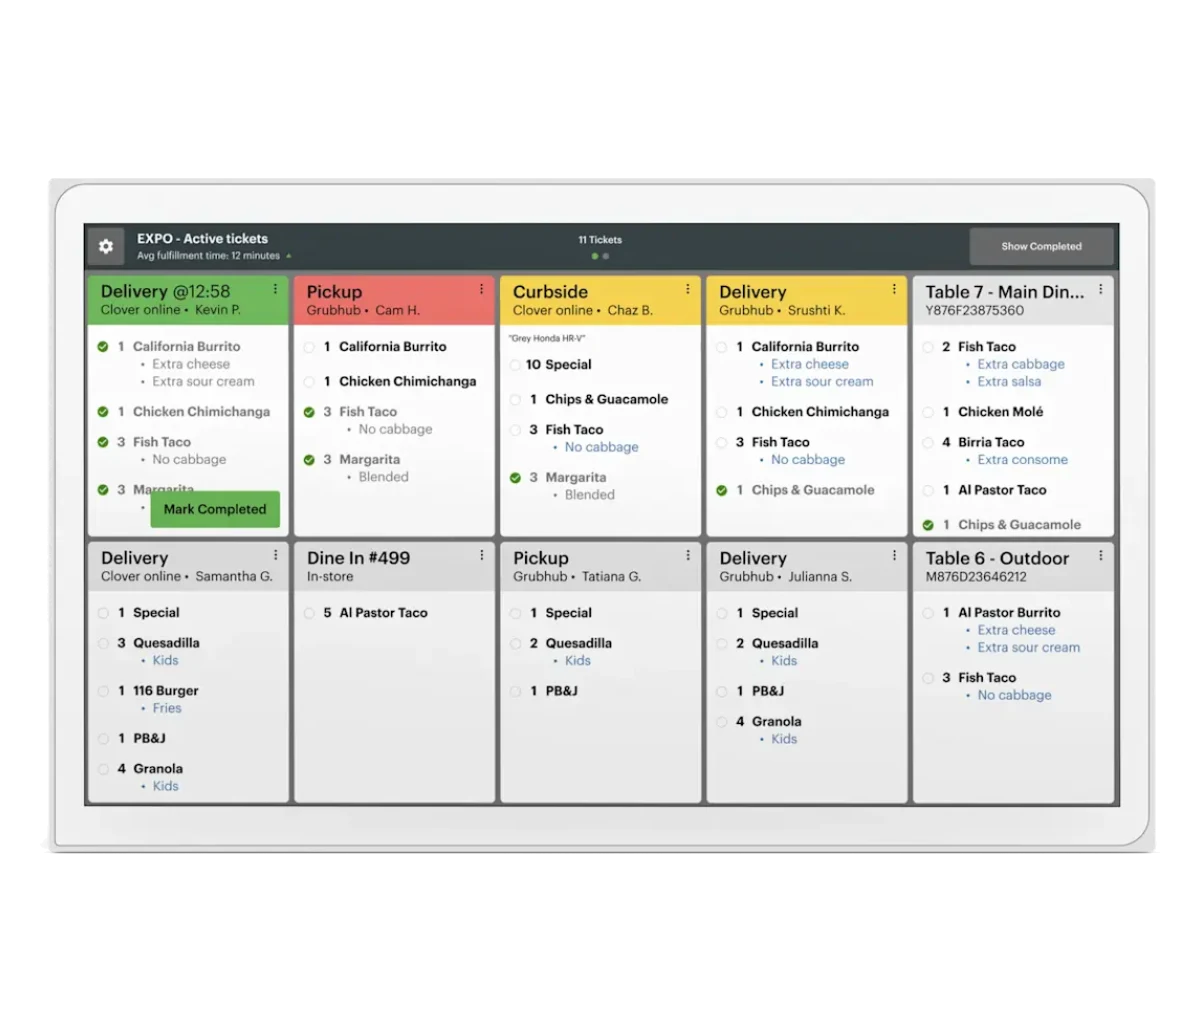 EXPO - Active tickets
Avg fulfillment time: 12 minutes
11 Tickets
Show Completed
Delivery @12:58
Clover online • Kevin P.
1 California Burrito
• Extra cheese
• Extra sour cream
1 Chicken Chimichanga
3 Fish Taco
• No cabbage
3 Margarita
•
Mark Completed
Pickup
Grubhub • Cam H.
1 California Burrito
1 Chicken Chimichanga
3 Fish Taco
• No cabbage
3 Margarita
• Blended
Curbside
Clover online • Chaz B.
"Grey Honda HR-V"
10 Special
1 Chips & Guacamole
3 Fish Taco
• No cabbage
3 Margarita
• Blended
Delivery
Grubhub • Srushti K.
1 California Burrito
• Extra cheese
• Extra sour cream
1 Chicken Chimichanga
3 Fish Taco
• No cabbage
1 Chips & Guacamole
Table 7 - Main Din...
Y876F23875360
2 Fish Taco
• Extra cabbage
• Extra salsa
1 Chicken Molé
4 Birria Taco
• Extra consome
1 Al Pastor Taco
1 Chips & Guacamole
Delivery
Clover online • Samantha G.
1 Special
3 Quesadilla
• Kids
1 116 Burger
• Fries
1 PB&J
4 Granola
• Kids
Dine In #499
In-store
5 Al Pastor Taco
Pickup
Grubhub • Tatiana G.
1 Special
2 Quesadilla
• Kids
1 PB&J
Delivery
Grubhub • Julianna S.
1 Special
2 Quesadilla
• Kids
1 PB&J
4 Granola
• Kids
Table 6 - Outdoor
M876D23646212
1 Al Pastor Burrito
• Extra cheese
• Extra sour cream
3 Fish Taco
• No cabbage